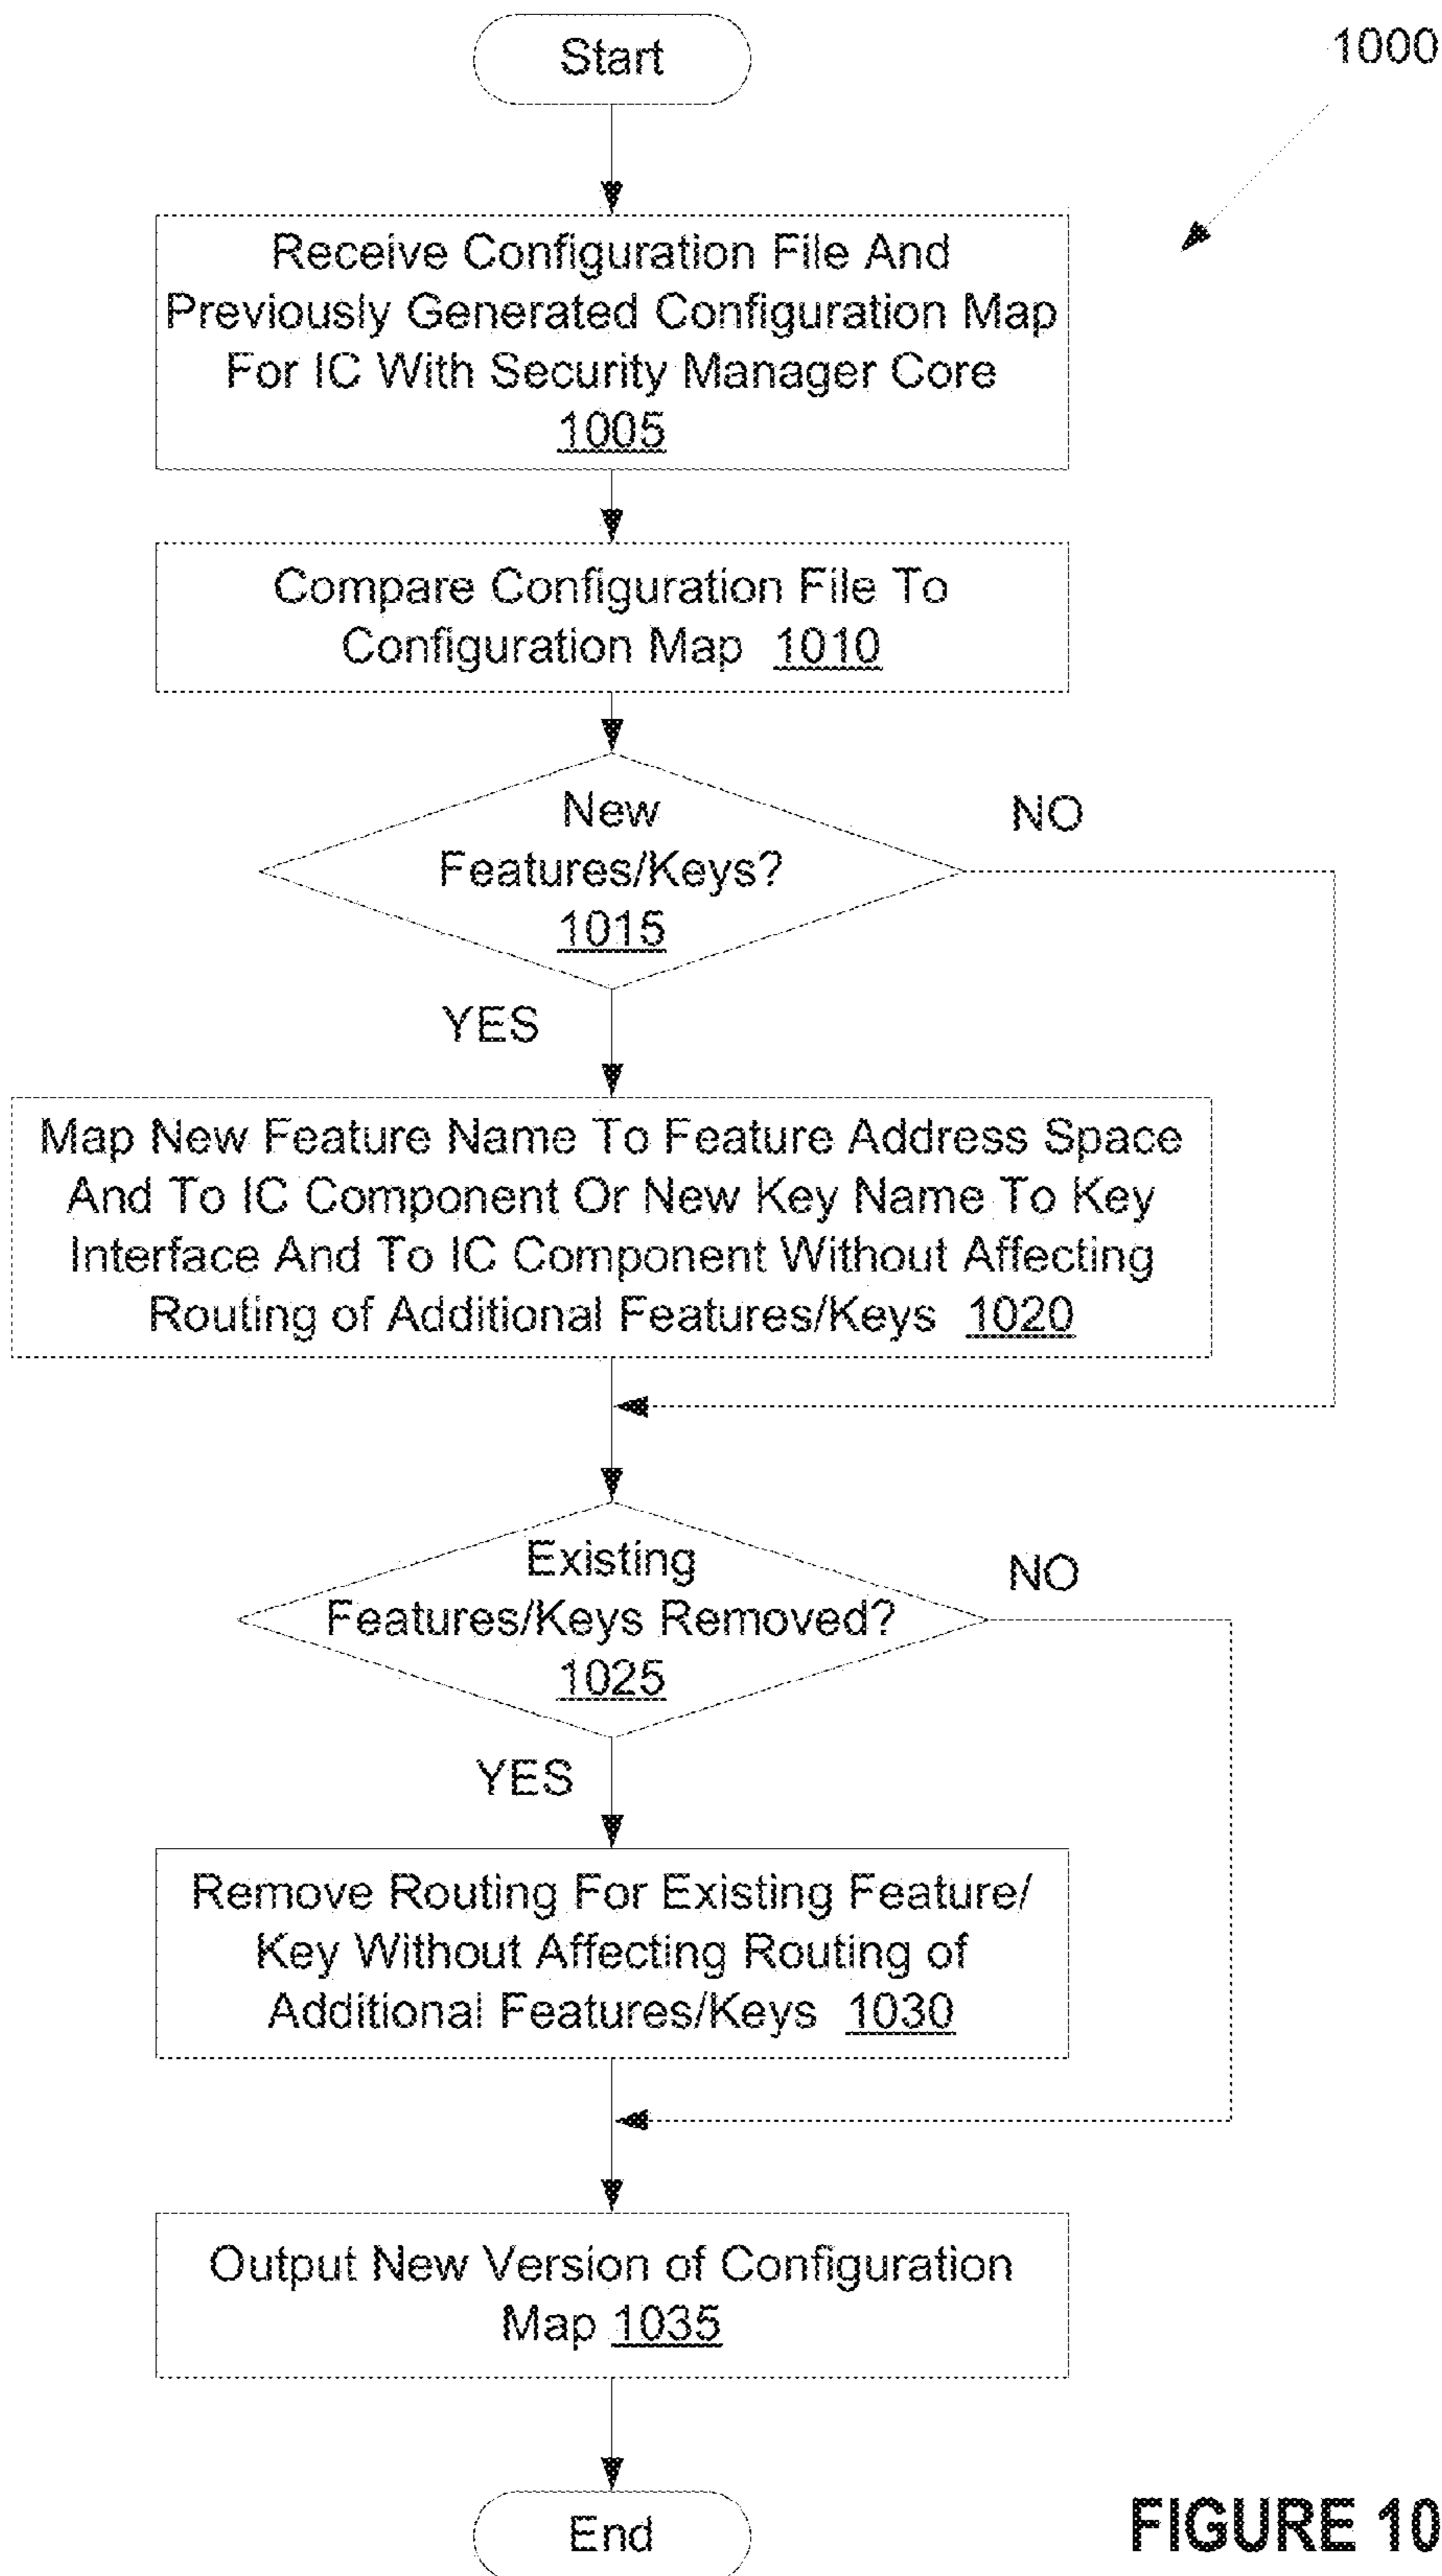 Start
1000
Receive Configuration File And
Previously Generated Configuration Map
For IC With Security Manager Core
1005
Compare Configuration File To
Configuration Map 1010
New
Features/Keys?
1015
NO
YES
Map New Feature Name To Feature Address Space
And To IC Component Or New Key Name To Key
Interface And To IC Component Without Affecting
Routing of Additional Features/Keys 1020
Existing
Features/Keys Removed?
1025
NO
YES
Remove Routing For Existing Feature/
Key Without Affecting Routing of
Additional Features/Keys 1030
Output New Version of Configuration
Map 1035
End
FIGURE 10